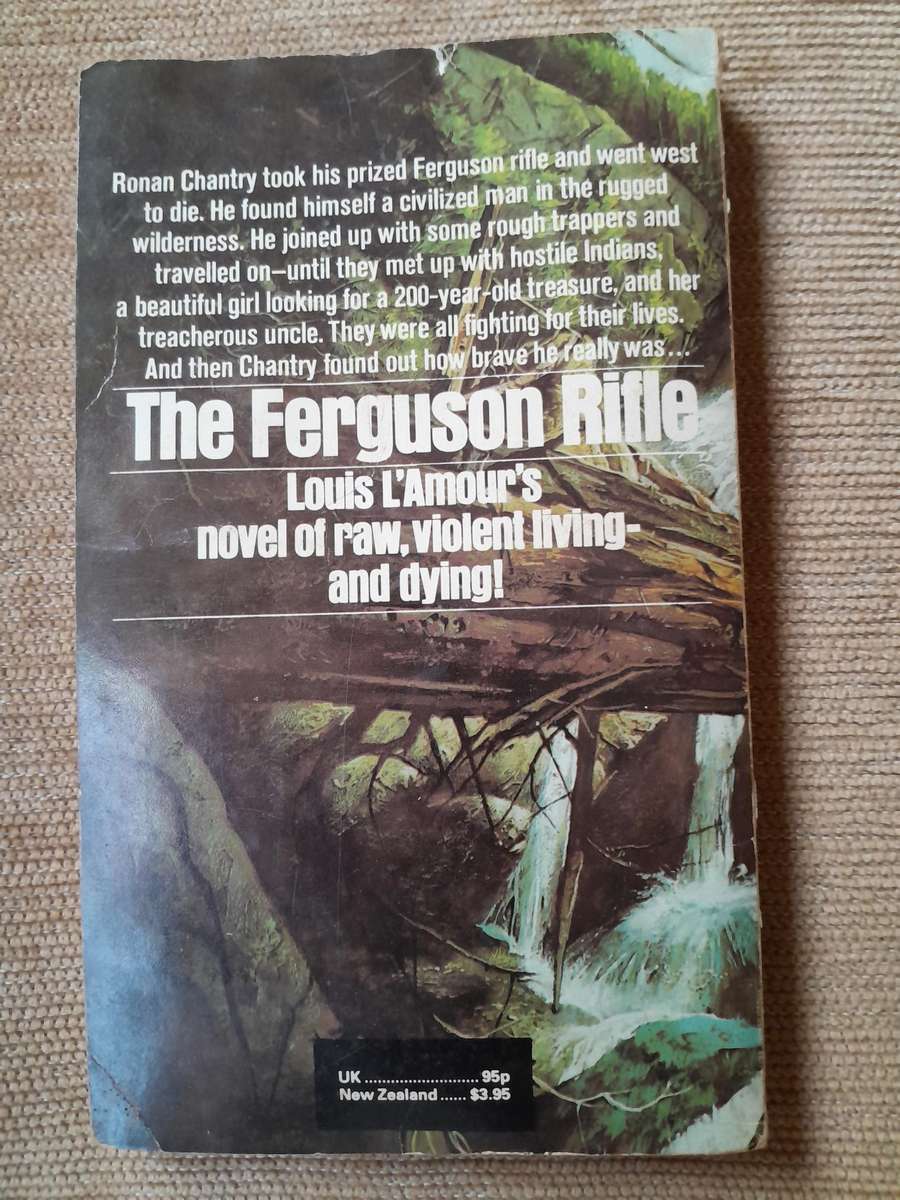 Ronan Chantry took his prized Ferguson rifle and went west
to die. He found himself a civilized man in the rugged
wilderness. He joined up with some rough trappers and
travelled on—until they met up with hostile Indians,
a beautiful girl looking for a 200-year-old treasure, and her
treacherous uncle. They were all fighting for their lives.
And then Chantry found out how brave he really was...
The Ferguson Rifle
Louis L'Amour's
novel of raw, violent living-
and dying!
UK .......................... 95p
New Zealand ...... $3.95